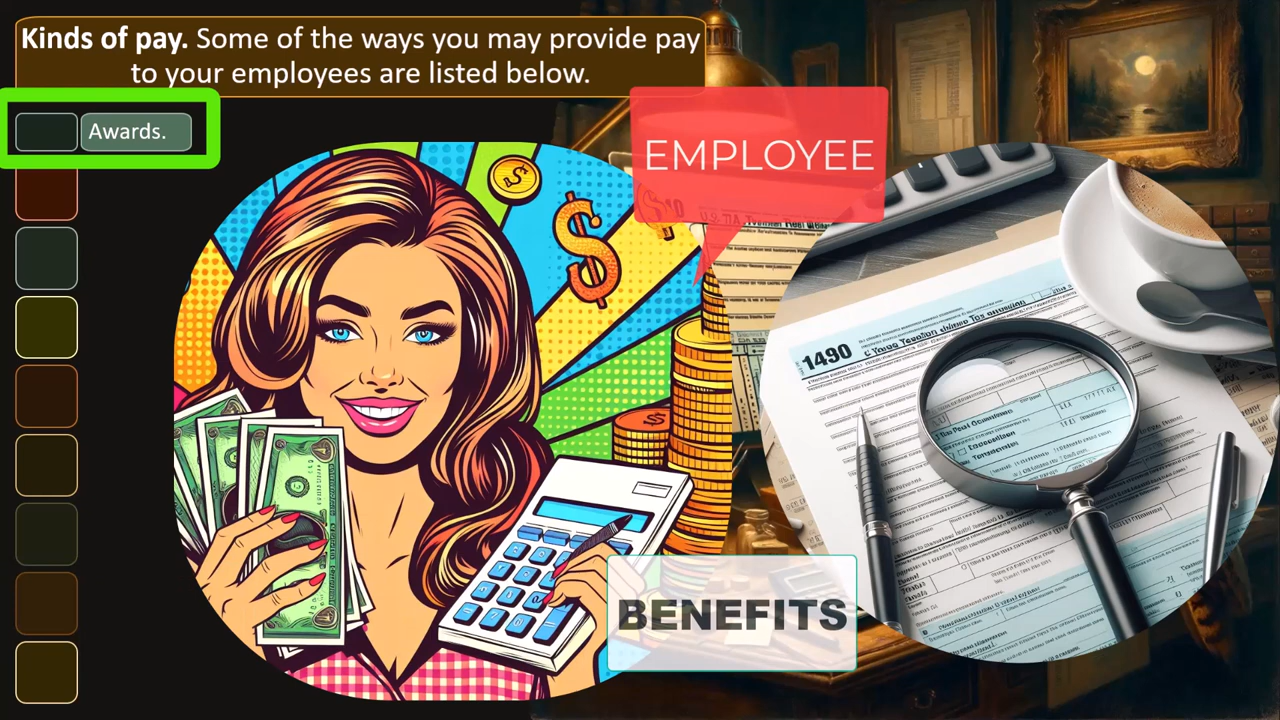 Kinds of pay. Some of the ways you may provide pay
to your employees are listed below.
Awards.
EMPLOYEE
1490
BENEFITS